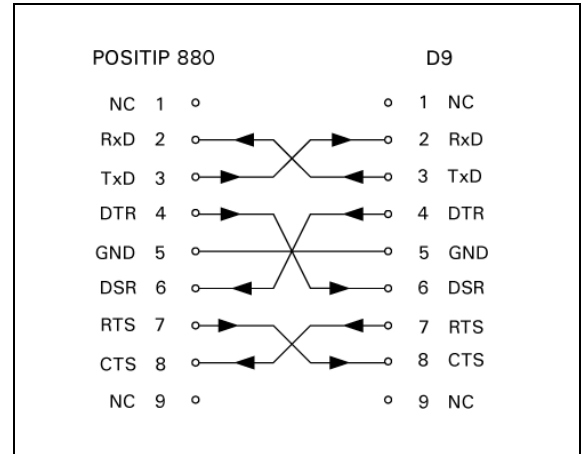 POSITIP 880 D9
NC 1 1 NC
RxD 2 2 RxD
TxD 3 3 TxD
DTR 4 4 DTR
GND 5 5 GND
DSR 6 6 DSR
RTS 7 7 RTS
CTS 8 8 CTS
NC 9 9 NC